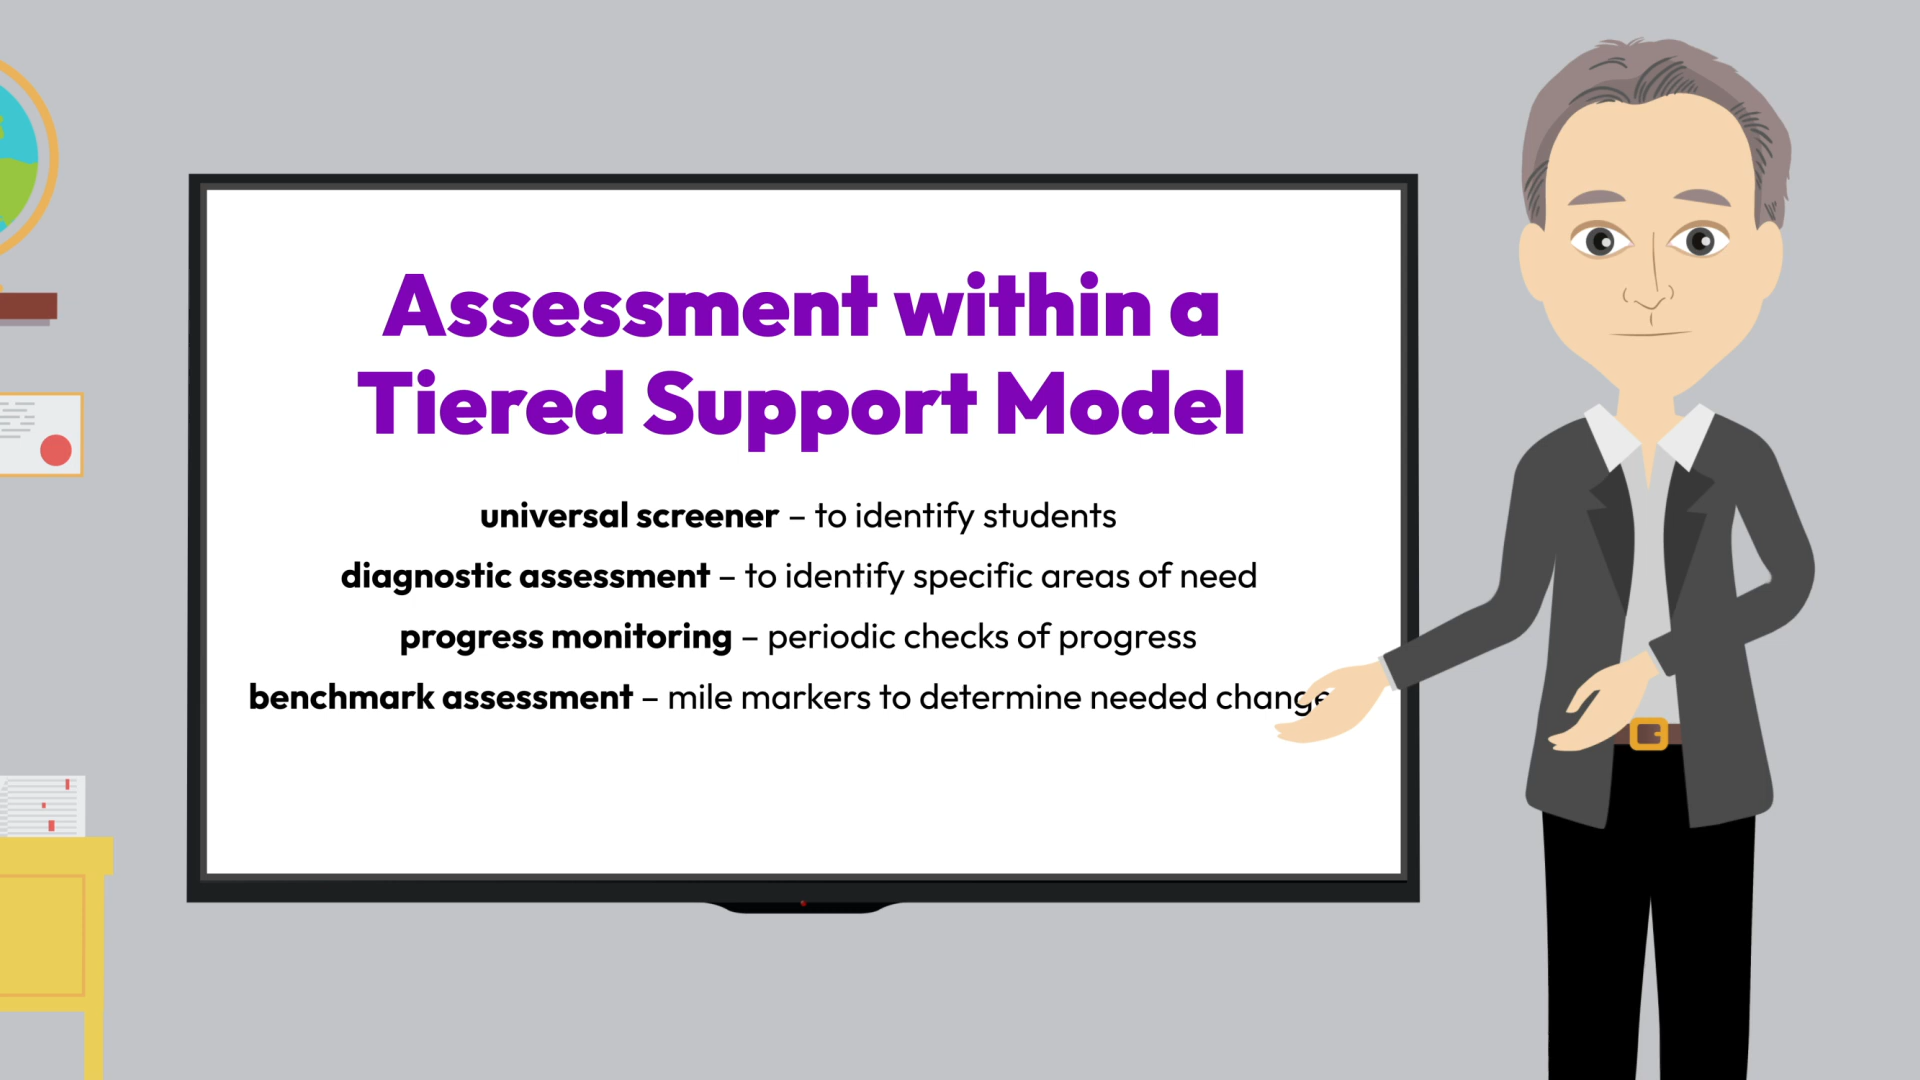 Assessment within a
Tiered Support Model
universal screener – to identify students
diagnostic assessment – to identify specific areas of need
progress monitoring – periodic checks of progress
benchmark assessment – mile markers to determine needed change